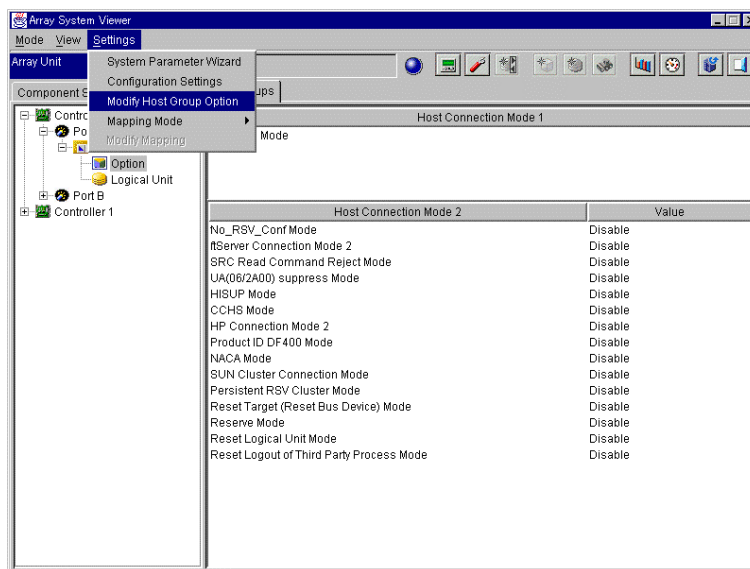 Array System Viewer
Mode View Settings
Array Unit
System Parameter Wizard
Configuration Settings
Modify Host Group Option
Mapping Mode
Modify Mapping
Component S
ups
Contro
Po
Option
Logical Unit
Port B
Controller 1
Host Connection Mode 1
Mode
Host Connection Mode 2 Value
No_RSV_Conf Mode Disable
ftServer Connection Mode 2 Disable
SRC Read Command Reject Mode Disable
UA(06/2A00) suppress Mode Disable
HISUP Mode Disable
CCHS Mode Disable
HP Connection Mode 2 Disable
Product ID DF400 Mode Disable
NACA Mode Disable
SUN Cluster Connection Mode Disable
Persistent RSV Cluster Mode Disable
Reset Target (Reset Bus Device) Mode Disable
Reserve Mode Disable
Reset Logical Unit Mode Disable
Reset Logout of Third Party Process Mode Disable